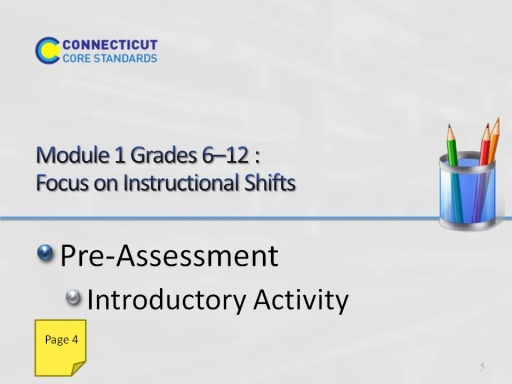 CONNECTICUT
CORE STANDARDS
Module 1 Grades 6–12 :
Focus on Instructional Shifts
Pre-Assessment
Introductory Activity
Page 4
5